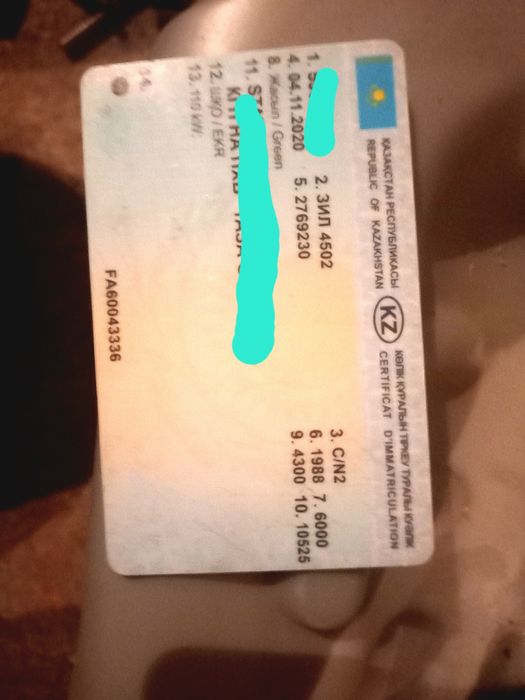 ҚАЗАҚСТАН РЕСПУБЛИКАСЫ
REPUBLIC OF KAZAKHSTAN
KZ
КӨЛІК ҚҰРАЛЫН ТІРКЕУ ТУРАЛЫ КУӘЛІК
CERTIFICAT D'IMMATRICULATION
1.
2. ЗИЛ 4502
3. C/N2
4. 04.11.2020
5. 2769230
6. 1988 7. 6000
8. Жасыл / Green
9. 4300 10. 10525
11.
12. ШҚО / EKR
13. 110 kW.
14.
FA60043336